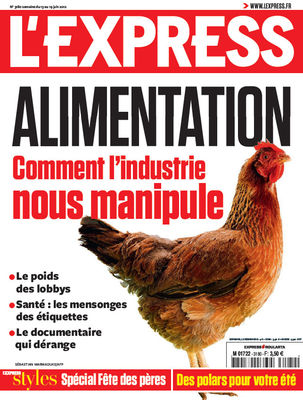 N° 3180 semaine du 13 au 19 juin 2012
> WWW.LEXPRESS.FR
L'EXPRESS
ALIMENTATION
Comment l'industrie
nous manipule
• Le poids
des lobbys
• Santé : les mensonges
des étiquettes
• Le documentaire
qui dérange
EXPRESS-ROULARTA
M 01722 - 3180 - F: 3,50 €
L'EXPRESS
styles
Spécial Fête des pères
Des polars pour votre été